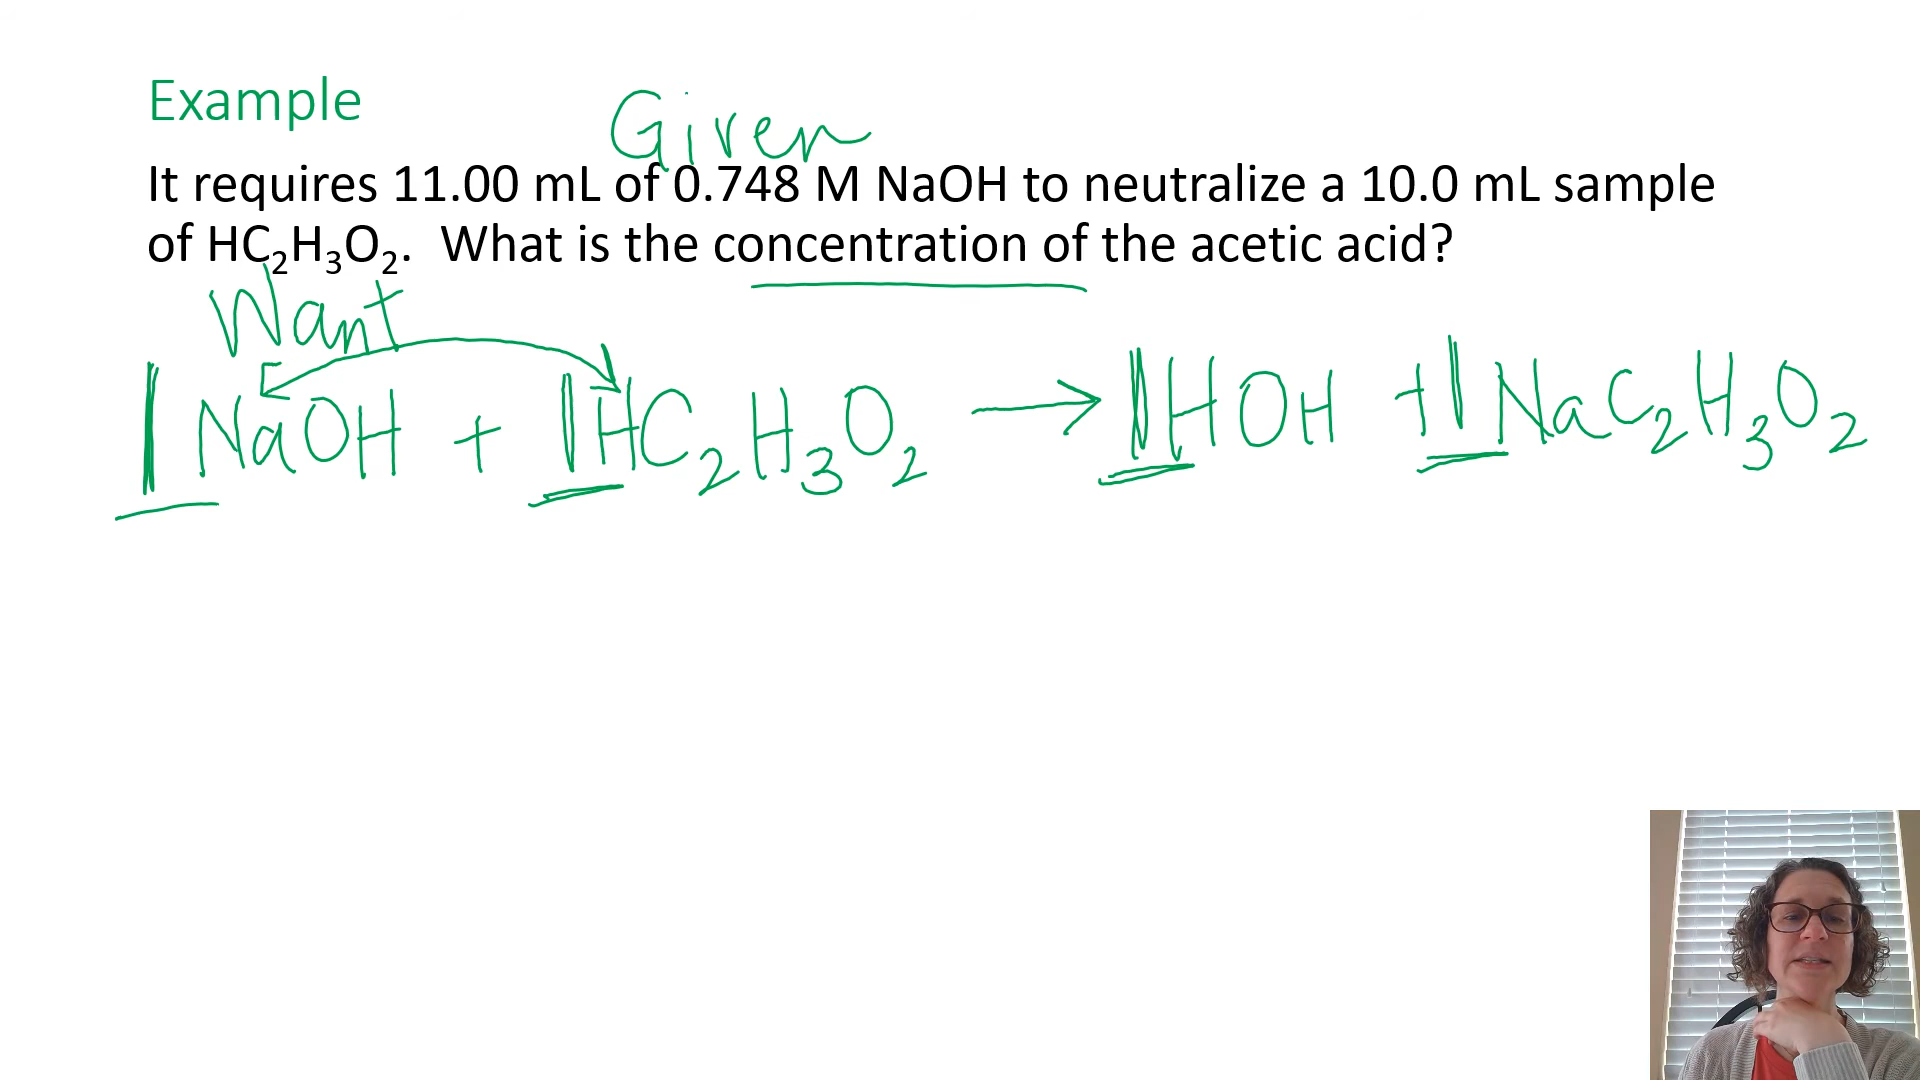 Example
Given
It requires 11.00 mL of 0.748 M NaOH to neutralize a 10.0 mL sample
of HC₂H₃O₂. What is the concentration of the acetic acid?
Want
1 NaOH + 1 HC₂H₃O₂ → 1 HOH + 1 NaC₂H₃O₂